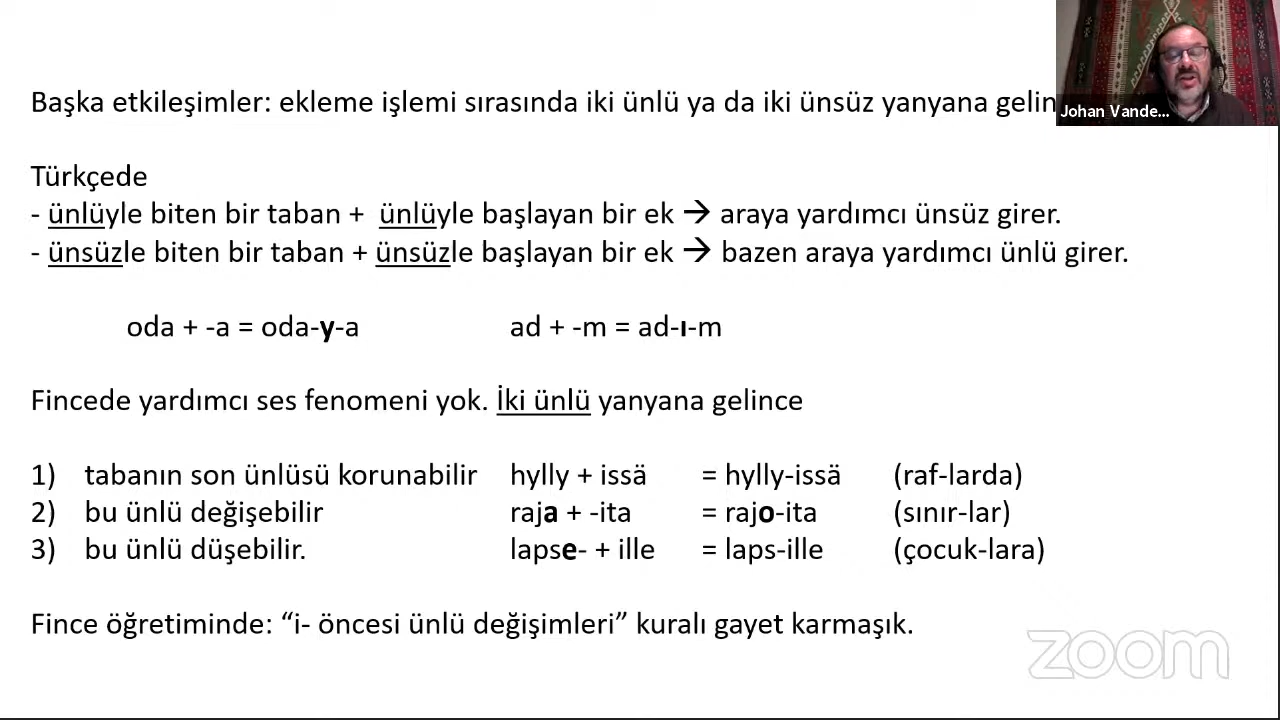 Başka etkileşimler: ekleme işlemi sırasında iki ünlü ya da iki ünsüz yanyana gelin
Johan Vande...
Türkçede
- ünlüyle biten bir taban + ünlüyle başlayan bir ek → araya yardımcı ünsüz girer.
- ünsüzle biten bir taban + ünsüzle başlayan bir ek → bazen araya yardımcı ünlü girer.
oda + -a = oda-y-a ad + -m = ad-ı-m
Fincede yardımcı ses fenomeni yok. İki ünlü yanyana gelince
1) tabanın son ünlüsü korunabilir hylly + issä = hylly-issä (raf-larda)
2) bu ünlü değişebilir raja + -ita = rajo-ita (sınır-lar)
3) bu ünlü düşebilir. lapse- + ille = laps-ille (çocuk-lara)
Fince öğretiminde: “i- öncesi ünlü değişimleri” kuralı gayet karmaşık.
zoom